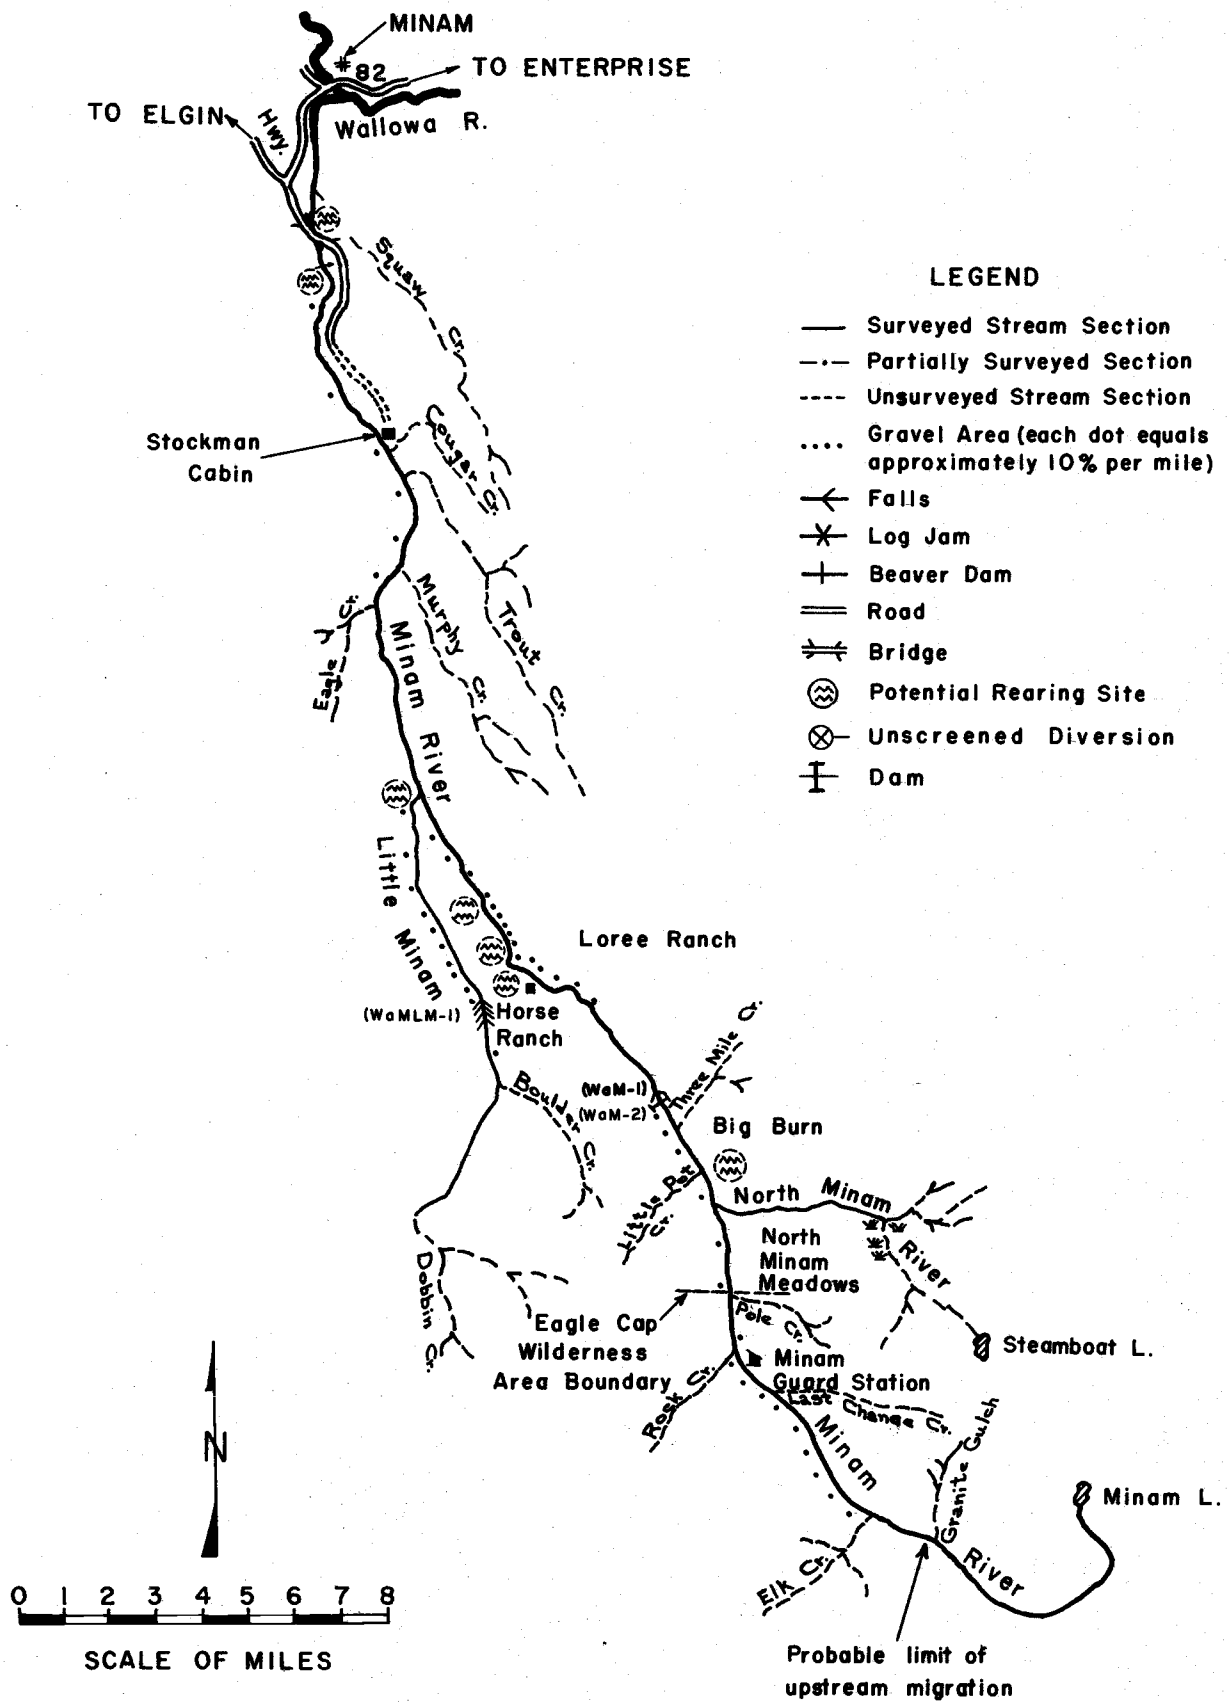 MINAM
82
TO ENTERPRISE
TO ELGIN
Hwy.
Wallowa R.
Squaw Cr.
LEGEND
Surveyed Stream Section
Partially Surveyed Section
Unsurveyed Stream Section
Gravel Area (each dot equals
approximately 10% per mile)
Falls
Log Jam
Beaver Dam
Road
Bridge
Potential Rearing Site
Unscreened Diversion
Dam
Stockman
Cabin
Cougar Cr.
Eagle Cr.
Murphy Cr.
Trout Cr.
Minam River
Little Minam
Loree Ranch
(WaMLM-1)
Horse
Ranch
Boulder Cr.
(WaM-1)
(WaM-2)
Three Mile Cr.
Big Burn
Little Pot Cr.
North Minam River
North
Minam
Meadows
Dobbin Cr.
Eagle Cap
Wilderness
Area Boundary
Pole Cr.
Steamboat L.
Minam
Guard Station
Rock Cr.
Last Change Cr.
Granite Gulch
Minam River
Minam L.
Elk Cr.
N
0 1 2 3 4 5 6 7 8
SCALE OF MILES
Probable limit of
upstream migration